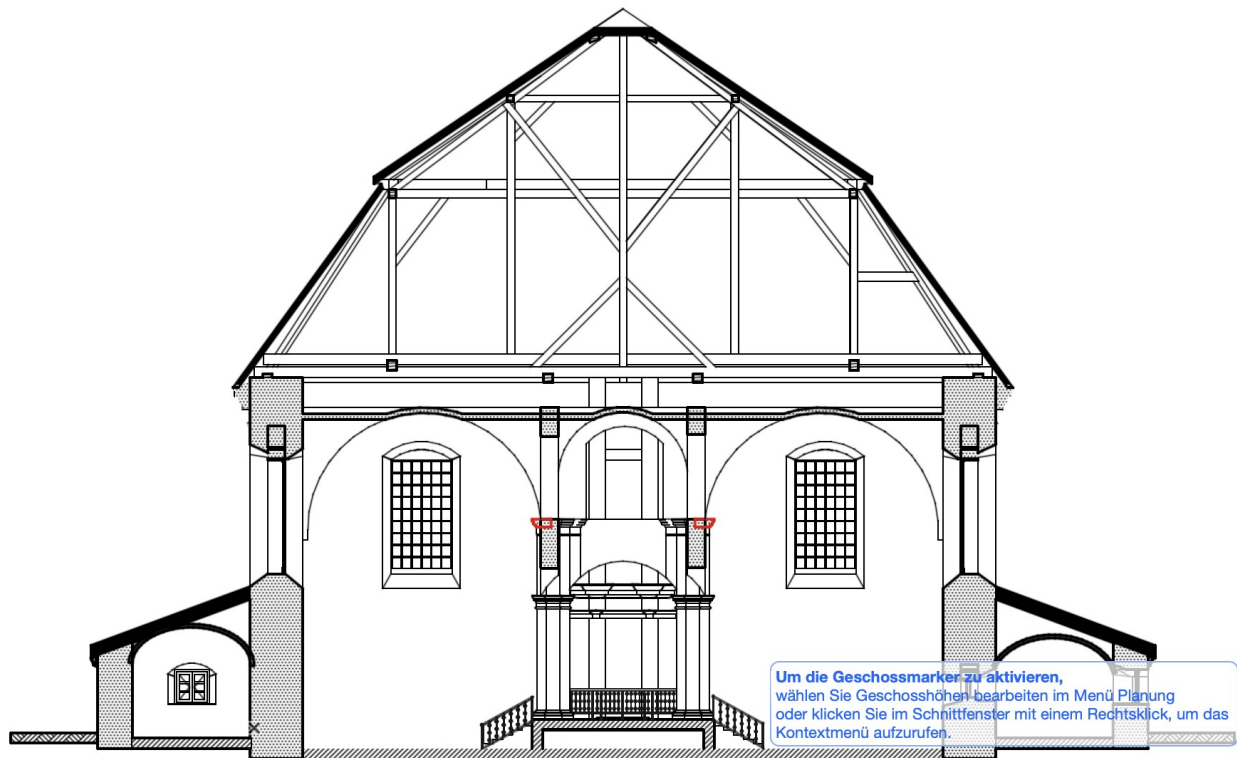 Um die Geschossmarker zu aktivieren,
wählen Sie Geschosshöhen bearbeiten im Menü Planung
oder klicken Sie im Schnittfenster mit einem Rechtsklick, um das
Kontextmenü aufzurufen.